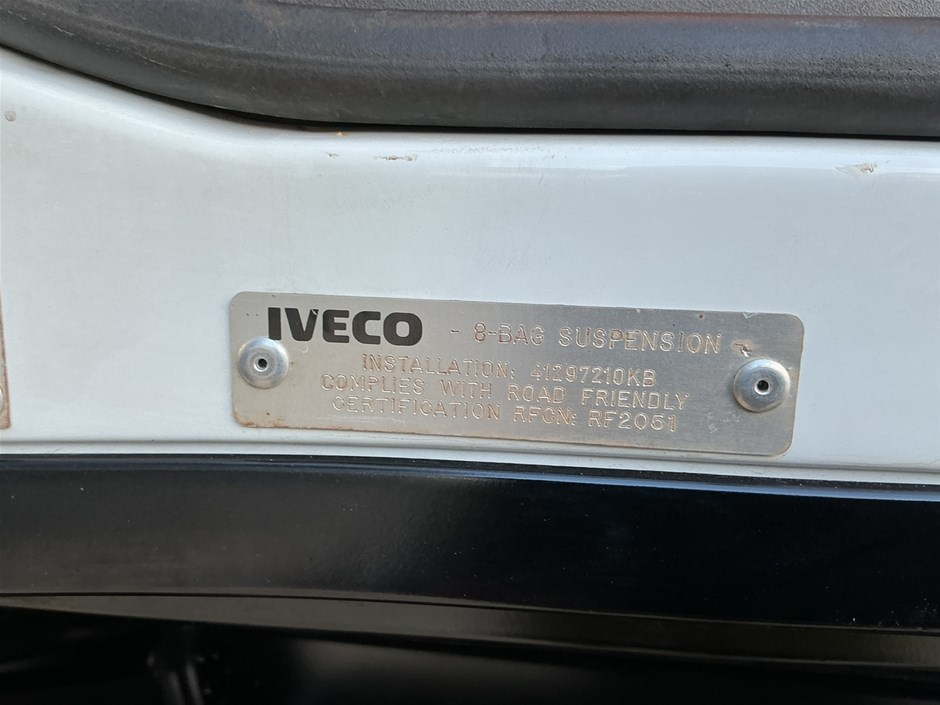 IVECO - 8-BAG SUSPENSION -
INSTALLATION: 41297210KB
COMPLIES WITH ROAD FRIENDLY
CERTIFICATION RFCN: RF2051